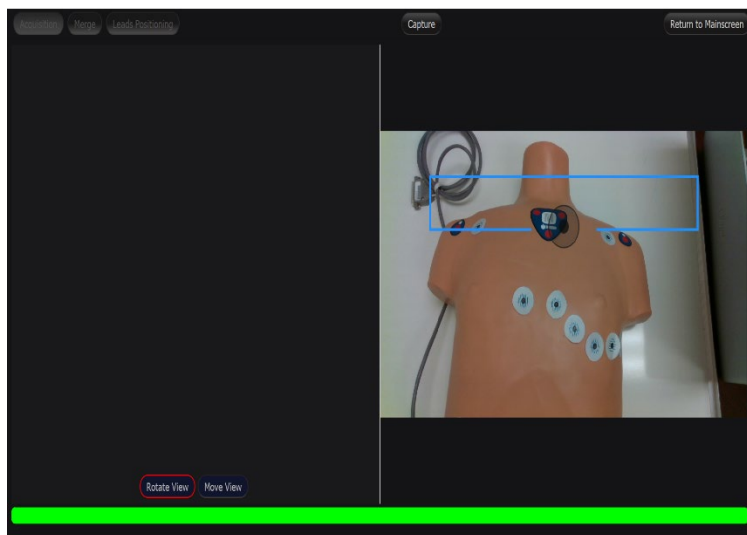 Acquisition Merge Leads Positioning Capture Return to Mainscreen
Rotate View Move View